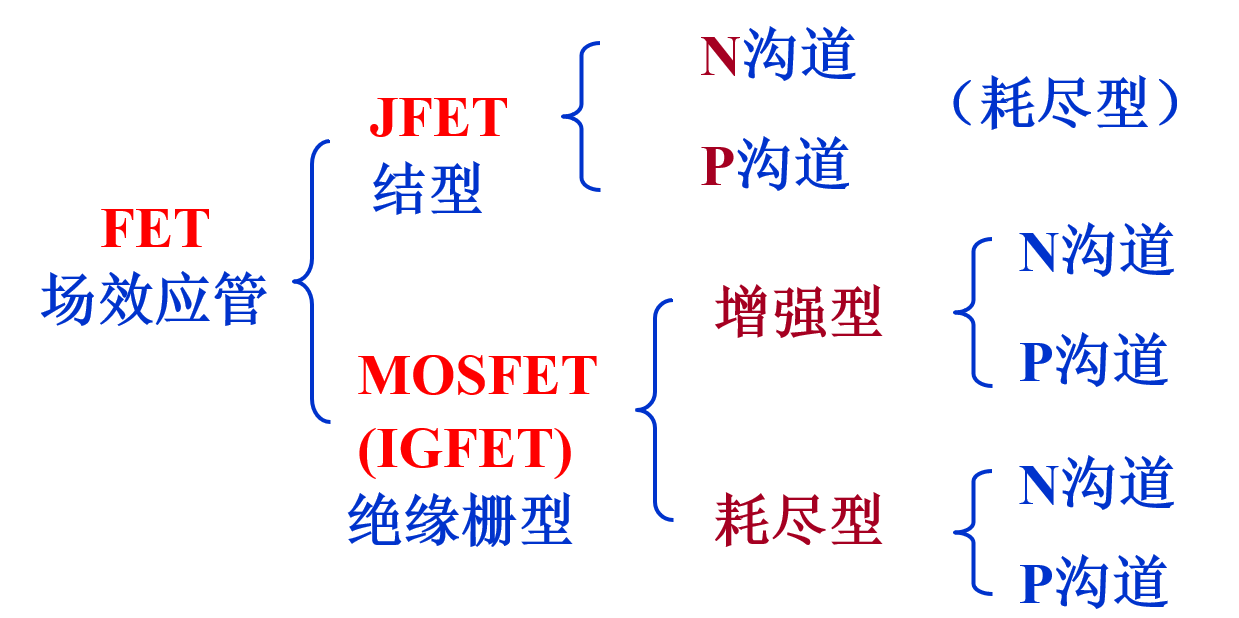 FET
场效应管
JFET
结型
N沟道
P沟道
（耗尽型）
MOSFET
(IGFET)
绝缘栅型
增强型
N沟道
P沟道
耗尽型
N沟道
P沟道